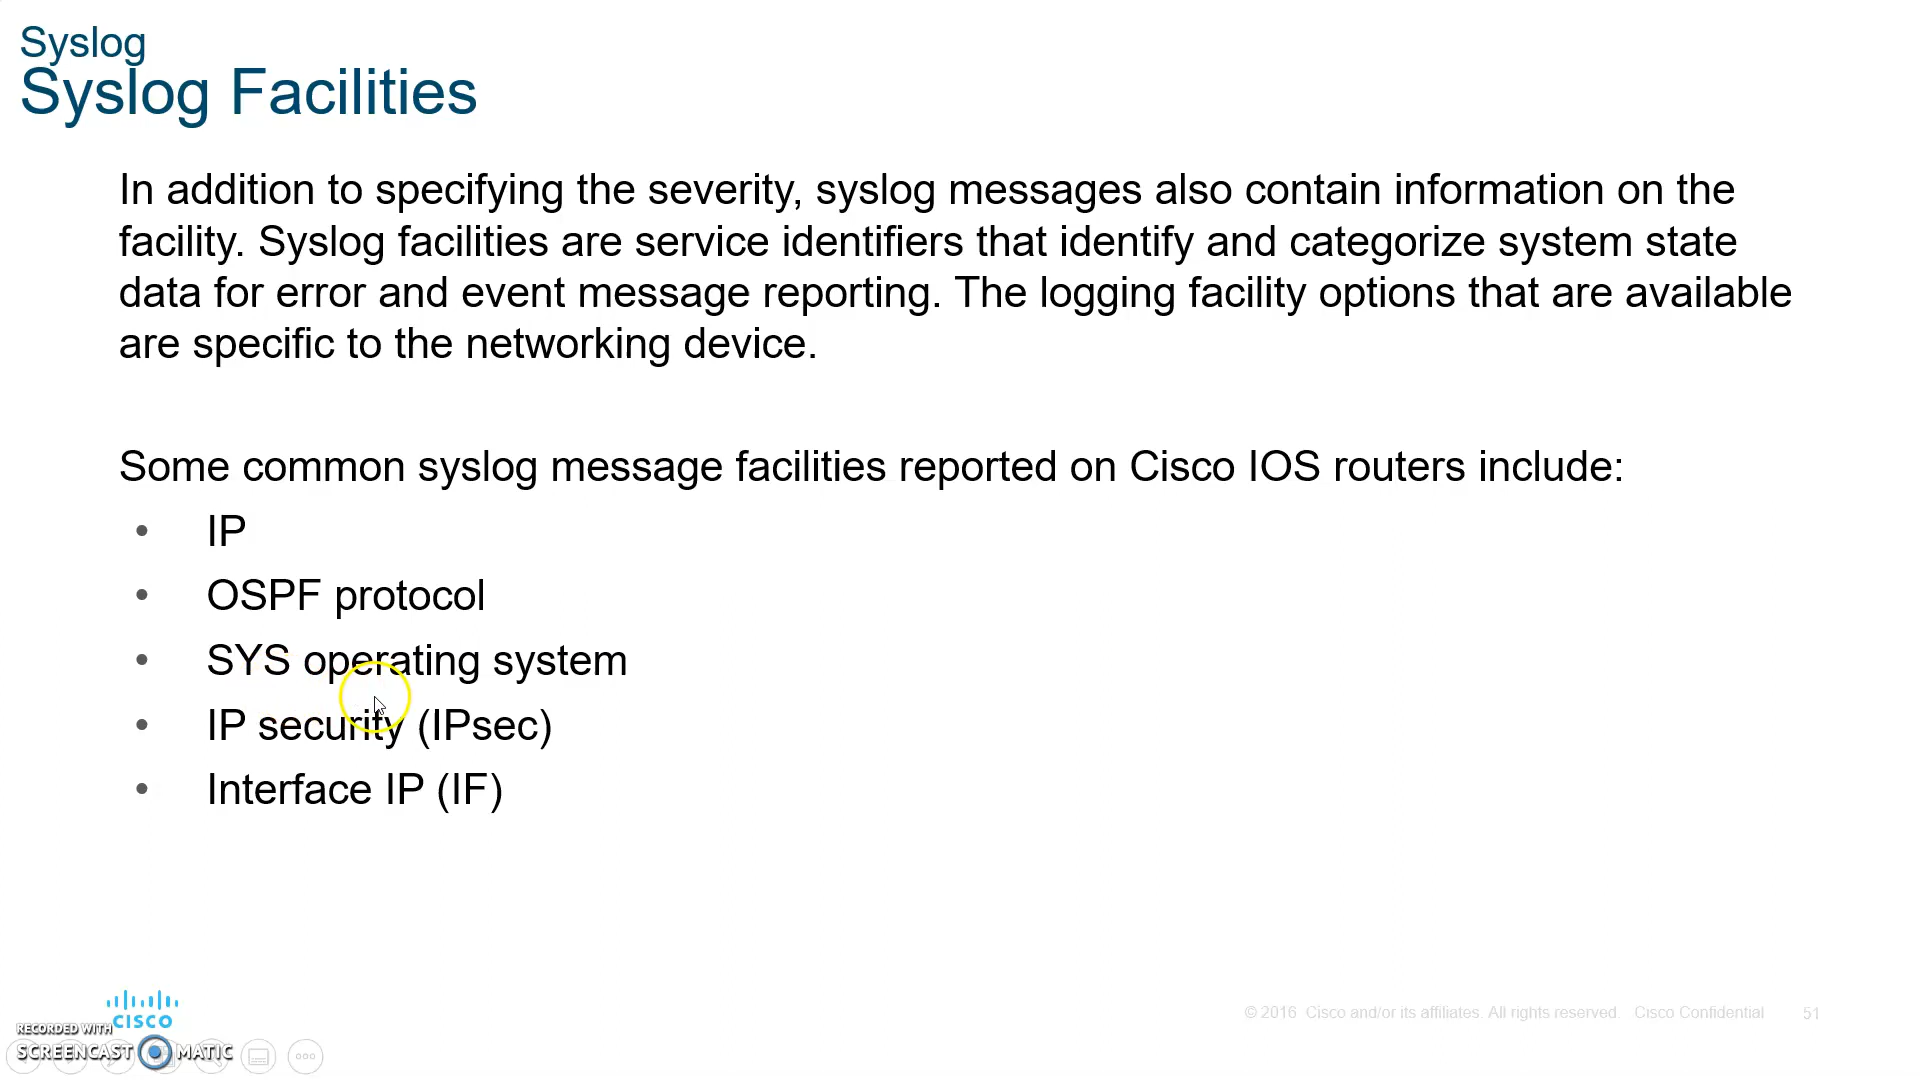 Syslog
Syslog Facilities
In addition to specifying the severity, syslog messages also contain information on the
facility. Syslog facilities are service identifiers that identify and categorize system state
data for error and event message reporting. The logging facility options that are available
are specific to the networking device.
Some common syslog message facilities reported on Cisco IOS routers include:
• IP
• OSPF protocol
• SYS operating system
• IP security (IPsec)
• Interface IP (IF)
CISCO
© 2016 Cisco and/or its affiliates. All rights reserved. Cisco Confidential 51
RECORDED WITH
SCREENCAST MATIC